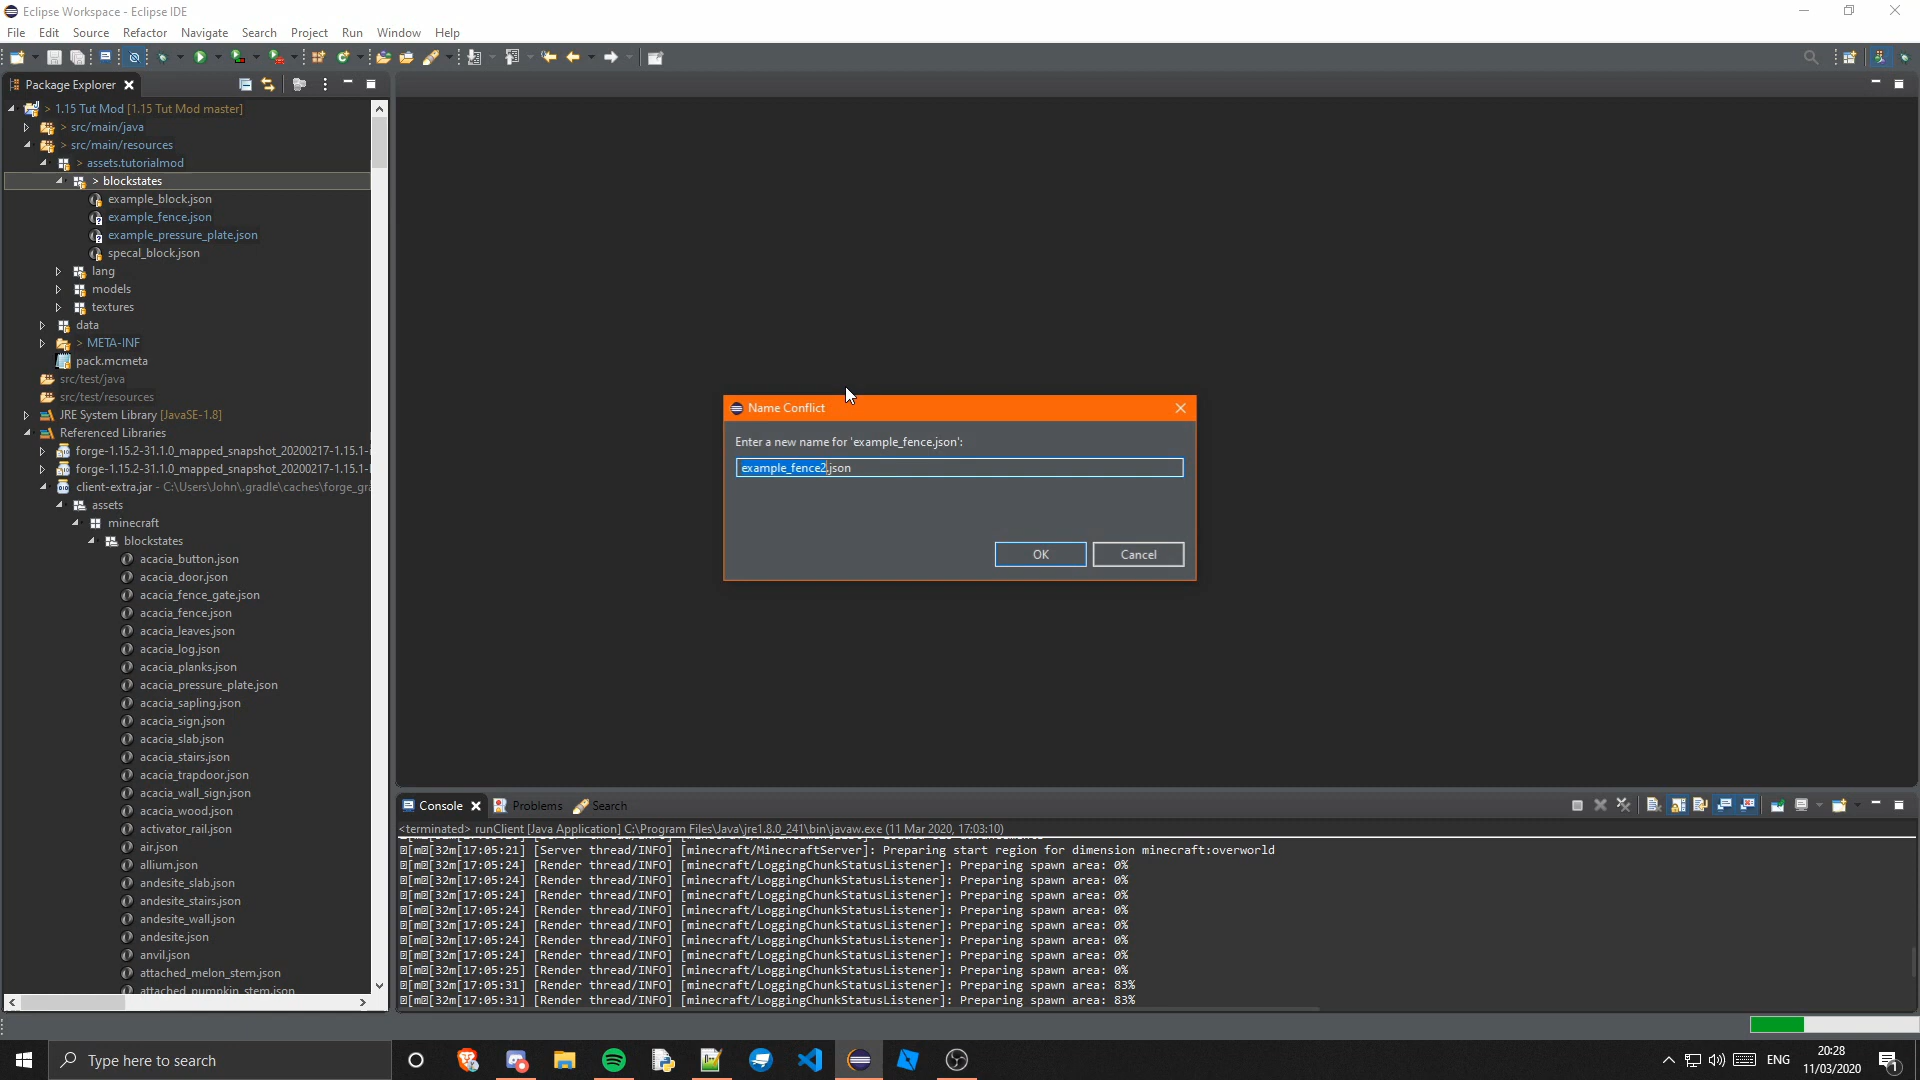 Eclipse Workspace - Eclipse IDE
File Edit Source Refactor Navigate Search Project Run Window Help
Package Explorer
> 1.15 Tut Mod [1.15 Tut Mod master]
> src/main/java
> src/main/resources
> assets.tutorialmod
> blockstates
example_block.json
example_fence.json
example_pressure_plate.json
specal_block.json
lang
models
textures
data
> META-INF
pack.mcmeta
src/test/java
src/test/resources
JRE System Library [JavaSE-1.8]
Referenced Libraries
forge-1.15.2-31.1.0_mapped_snapshot_20200217-1.15.1-
forge-1.15.2-31.1.0_mapped_snapshot_20200217-1.15.1-
client-extra.jar - C:\Users\John\.gradle\caches\forge_gra
assets
minecraft
blockstates
acacia_button.json
acacia_door.json
acacia_fence_gate.json
acacia_fence.json
acacia_leaves.json
acacia_log.json
acacia_planks.json
acacia_pressure_plate.json
acacia_sapling.json
acacia_sign.json
acacia_slab.json
acacia_stairs.json
acacia_trapdoor.json
acacia_wall_sign.json
acacia_wood.json
activator_rail.json
air.json
allium.json
andesite_slab.json
andesite_stairs.json
andesite_wall.json
andesite.json
anvil.json
attached_melon_stem.json
attached_pumpkin_stem.json
Name Conflict
Enter a new name for 'example_fence.json':
example_fence2.json
OK Cancel
Console Problems Search
<terminated> runClient [Java Application] C:\Program Files\Java\jre1.8.0_241\bin\javaw.exe (11 Mar 2020, 17:03:10)
[m[32m[17:05:21] [Server thread/INFO] [minecraft/MinecraftServer]: Preparing start region for dimension minecraft:overworld
[m[32m[17:05:24] [Render thread/INFO] [minecraft/LoggingChunkStatusListener]: Preparing spawn area: 0%
[m[32m[17:05:24] [Render thread/INFO] [minecraft/LoggingChunkStatusListener]: Preparing spawn area: 0%
[m[32m[17:05:24] [Render thread/INFO] [minecraft/LoggingChunkStatusListener]: Preparing spawn area: 0%
[m[32m[17:05:24] [Render thread/INFO] [minecraft/LoggingChunkStatusListener]: Preparing spawn area: 0%
[m[32m[17:05:24] [Render thread/INFO] [minecraft/LoggingChunkStatusListener]: Preparing spawn area: 0%
[m[32m[17:05:24] [Render thread/INFO] [minecraft/LoggingChunkStatusListener]: Preparing spawn area: 0%
[m[32m[17:05:24] [Render thread/INFO] [minecraft/LoggingChunkStatusListener]: Preparing spawn area: 0%
[m[32m[17:05:25] [Render thread/INFO] [minecraft/LoggingChunkStatusListener]: Preparing spawn area: 0%
[m[32m[17:05:31] [Render thread/INFO] [minecraft/LoggingChunkStatusListener]: Preparing spawn area: 83%
[m[32m[17:05:31] [Render thread/INFO] [minecraft/LoggingChunkStatusListener]: Preparing spawn area: 83%
Type here to search
ENG
20:28
11/03/2020
1